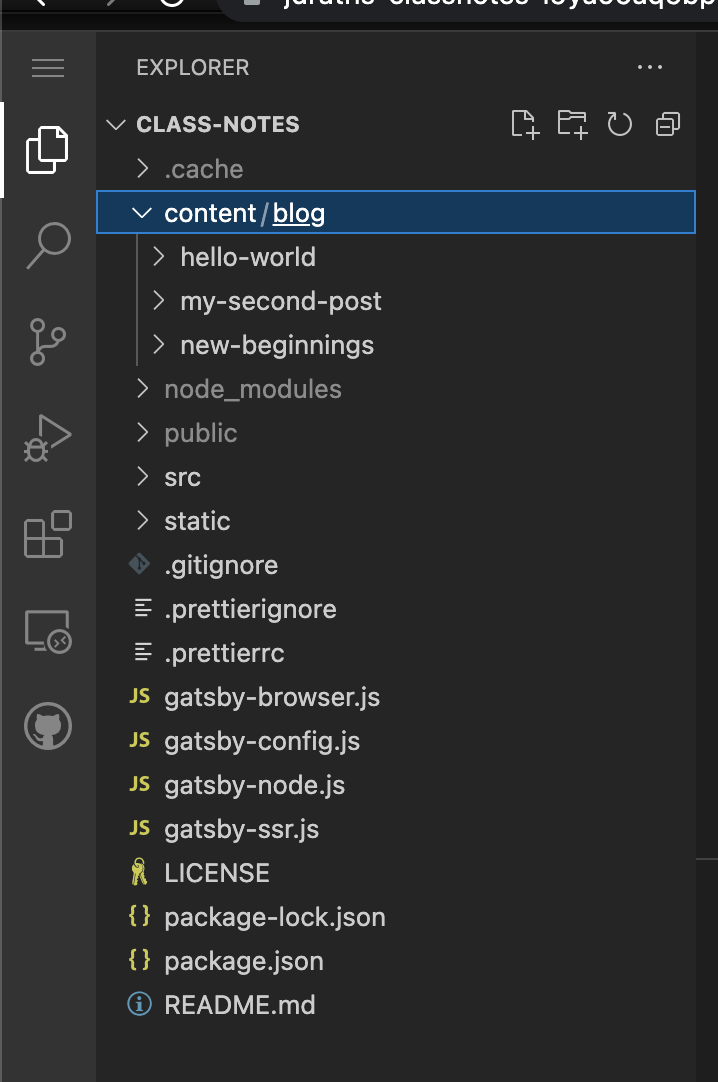 EXPLORER
CLASS-NOTES
.cache
content/blog
hello-world
my-second-post
new-beginnings
node_modules
public
src
static
.gitignore
.prettierignore
.prettierrc
JS gatsby-browser.js
JS gatsby-config.js
JS gatsby-node.js
JS gatsby-ssr.js
LICENSE
{} package-lock.json
{} package.json
README.md